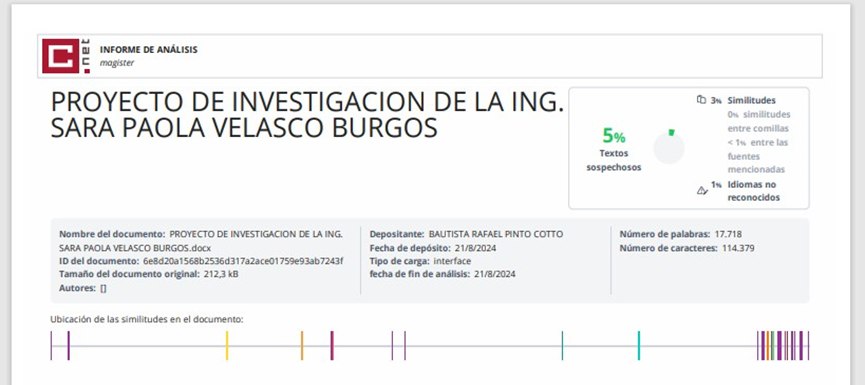 C.net
INFORME DE ANÁLISIS
magister
PROYECTO DE INVESTIGACION DE LA ING.
SARA PAOLA VELASCO BURGOS
5%
Textos
sospechosos
3% Similitudes
0% similitudes
entre comillas
< 1% entre las
fuentes
mencionadas
1% Idiomas no
reconocidos
Nombre del documento: PROYECTO DE INVESTIGACION DE LA ING.
SARA PAOLA VELASCO BURGOS.docx
ID del documento: 6e8d20a1568b2536d317a2ace01759e93ab7243f
Tamaño del documento original: 212,3 kB
Autores: []
Depositante: BAUTISTA RAFAEL PINTO COTTO
Fecha de depósito: 21/8/2024
Tipo de carga: interface
fecha de fin de análisis: 21/8/2024
Número de palabras: 17.718
Número de caracteres: 114.379
Ubicación de las similitudes en el documento: